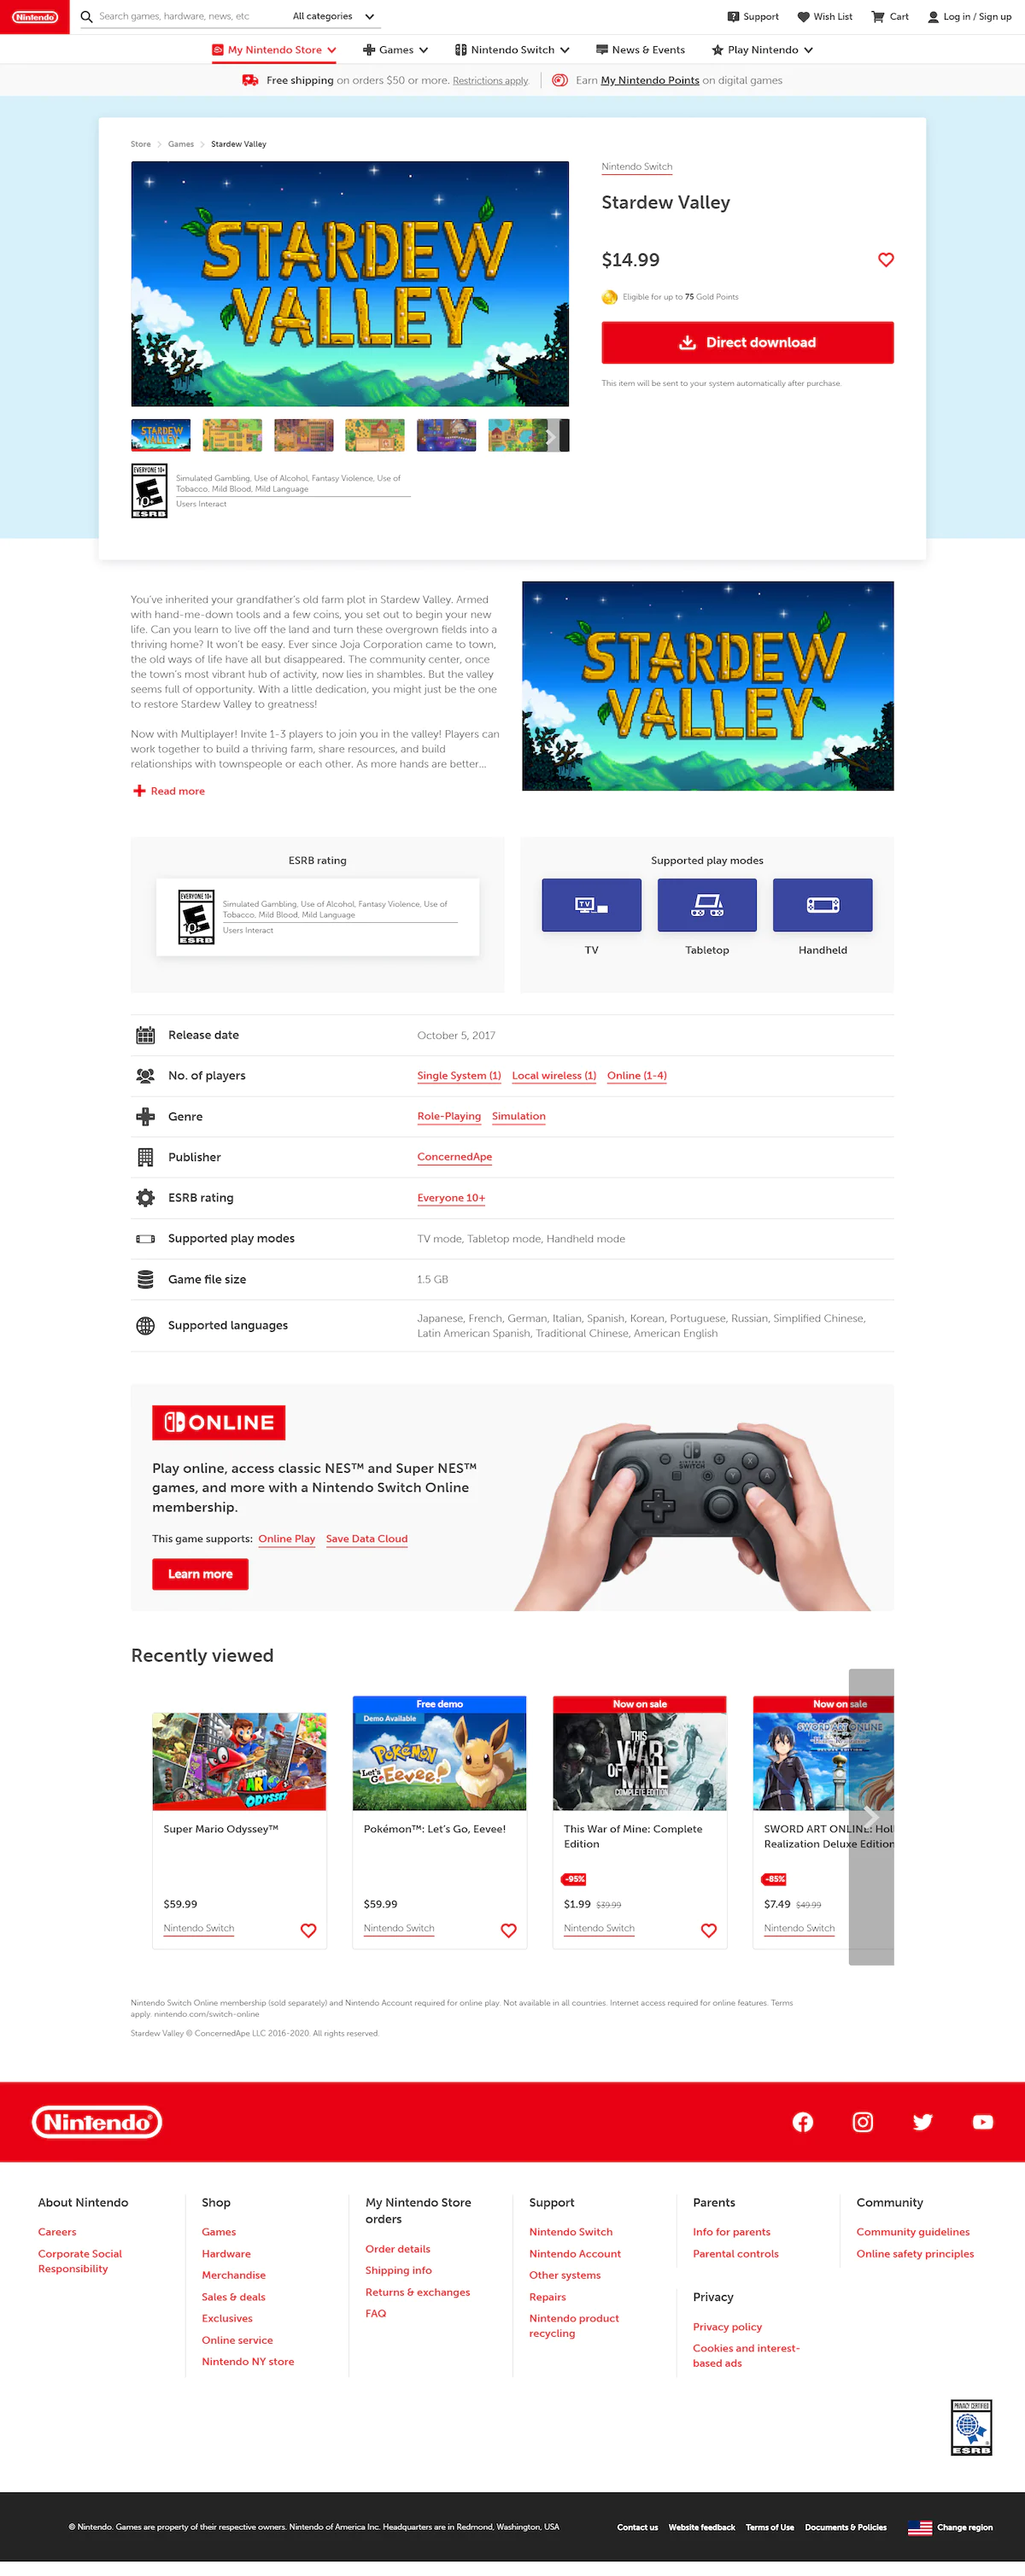 Nintendo
Search games, hardware, news, etc
All categories
Support
Wish List
Cart
Log in / Sign up
My Nintendo Store
Games
Nintendo Switch
News & Events
Play Nintendo
Free shipping on orders $50 or more. Restrictions apply.
Earn My Nintendo Points on digital games
Store
Games
Stardew Valley
STARDEW
VALLEY
Nintendo Switch
Stardew Valley
$14.99
Eligible for up to 75 Gold Points
Direct download
This item will be sent to your system automatically after purchase.
STARDEW
VALLEY
EVERYONE 10+
E
10+
ESRB
Simulated Gambling, Use of Alcohol, Fantasy Violence, Use of
Tobacco, Mild Blood, Mild Language
Users Interact
You've inherited your grandfather's old farm plot in Stardew Valley. Armed
with hand-me-down tools and a few coins, you set out to begin your new
life. Can you learn to live off the land and turn these overgrown fields into a
thriving home? It won't be easy. Ever since Joja Corporation came to town,
the old ways of life have all but disappeared. The community center, once
the town's most vibrant hub of activity, now lies in shambles. But the valley
seems full of opportunity. With a little dedication, you might just be the one
to restore Stardew Valley to greatness!
Now with Multiplayer! Invite 1-3 players to join you in the valley! Players can
work together to build a thriving farm, share resources, and build
relationships with townspeople or each other. As more hands are better...
Read more
STARDEW
VALLEY
ESRB rating
EVERYONE 10+
E
10+
ESRB
Simulated Gambling, Use of Alcohol, Fantasy Violence, Use of
Tobacco, Mild Blood, Mild Language
Users Interact
Supported play modes
TV
TV
Tabletop
Handheld
Release date
October 5, 2017
No. of players
Single System (1) Local wireless (1) Online (1-4)
Genre
Role-Playing Simulation
Publisher
ConcernedApe
ESRB rating
Everyone 10+
Supported play modes
TV mode, Tabletop mode, Handheld mode
Game file size
1.5 GB
Supported languages
Japanese, French, German, Italian, Spanish, Korean, Portuguese, Russian, Simplified Chinese,
Latin American Spanish, Traditional Chinese, American English
ONLINE
Play online, access classic NES™ and Super NES™
games, and more with a Nintendo Switch Online
membership.
This game supports: Online Play Save Data Cloud
Learn more
NINTENDO
SWITCH
X
Y
A
Recently viewed
SUPER
MARIO
ODYSSEY
Super Mario Odyssey™
$59.99
Nintendo Switch
Free demo
Demo Available
POKéMON
Let's Go Eevee!
Pokémon™: Let's Go, Eevee!
$59.99
Nintendo Switch
Now on sale
THIS
WAR
OF MINE
COMPLETE EDITION
This War of Mine: Complete
Edition
-95%
$1.99 $39.99
Nintendo Switch
Now on sale
SWORD ART ONLINE
SWORD ART ONLINE: Hol
Realization Deluxe Edition
-85%
$7.49 $49.99
Nintendo Switch
Nintendo Switch Online membership (sold separately) and Nintendo Account required for online play. Not available in all countries. Internet access required for online features. Terms
apply. nintendo.com/switch-online
Stardew Valley © ConcernedApe LLC 2016-2020. All rights reserved.
Nintendo
About Nintendo
Careers
Corporate Social
Responsibility
Shop
Games
Hardware
Merchandise
Sales & deals
Exclusives
Online service
Nintendo NY store
My Nintendo Store
orders
Order details
Shipping info
Returns & exchanges
FAQ
Support
Nintendo Switch
Nintendo Account
Other systems
Repairs
Nintendo product
recycling
Parents
Info for parents
Parental controls
Privacy
Privacy policy
Cookies and interest-
based ads
Community
Community guidelines
Online safety principles
PRIVACY CERTIFIED
ESRB
© Nintendo. Games are property of their respective owners. Nintendo of America Inc. Headquarters are in Redmond, Washington, USA
Contact us
Website feedback
Terms of Use
Documents & Policies
Change region